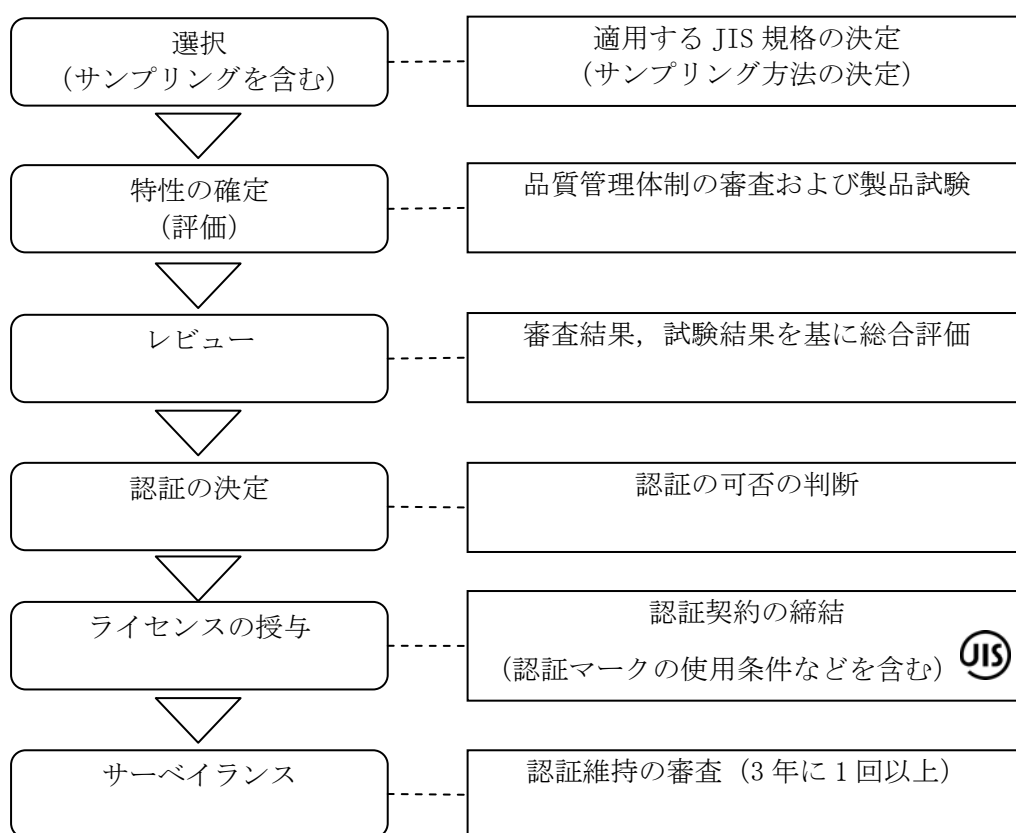 選択
(サンプリングを含む)
適用する JIS 規格の決定
(サンプリング方法の決定)
特性の確定
(評価)
品質管理体制の審査および製品試験
レビュー
審査結果，試験結果を基に総合評価
認証の決定
認証の可否の判断
ライセンスの授与
認証契約の締結
(認証マークの使用条件などを含む)
JIS
サーベイランス
認証維持の審査（3 年に 1 回以上）